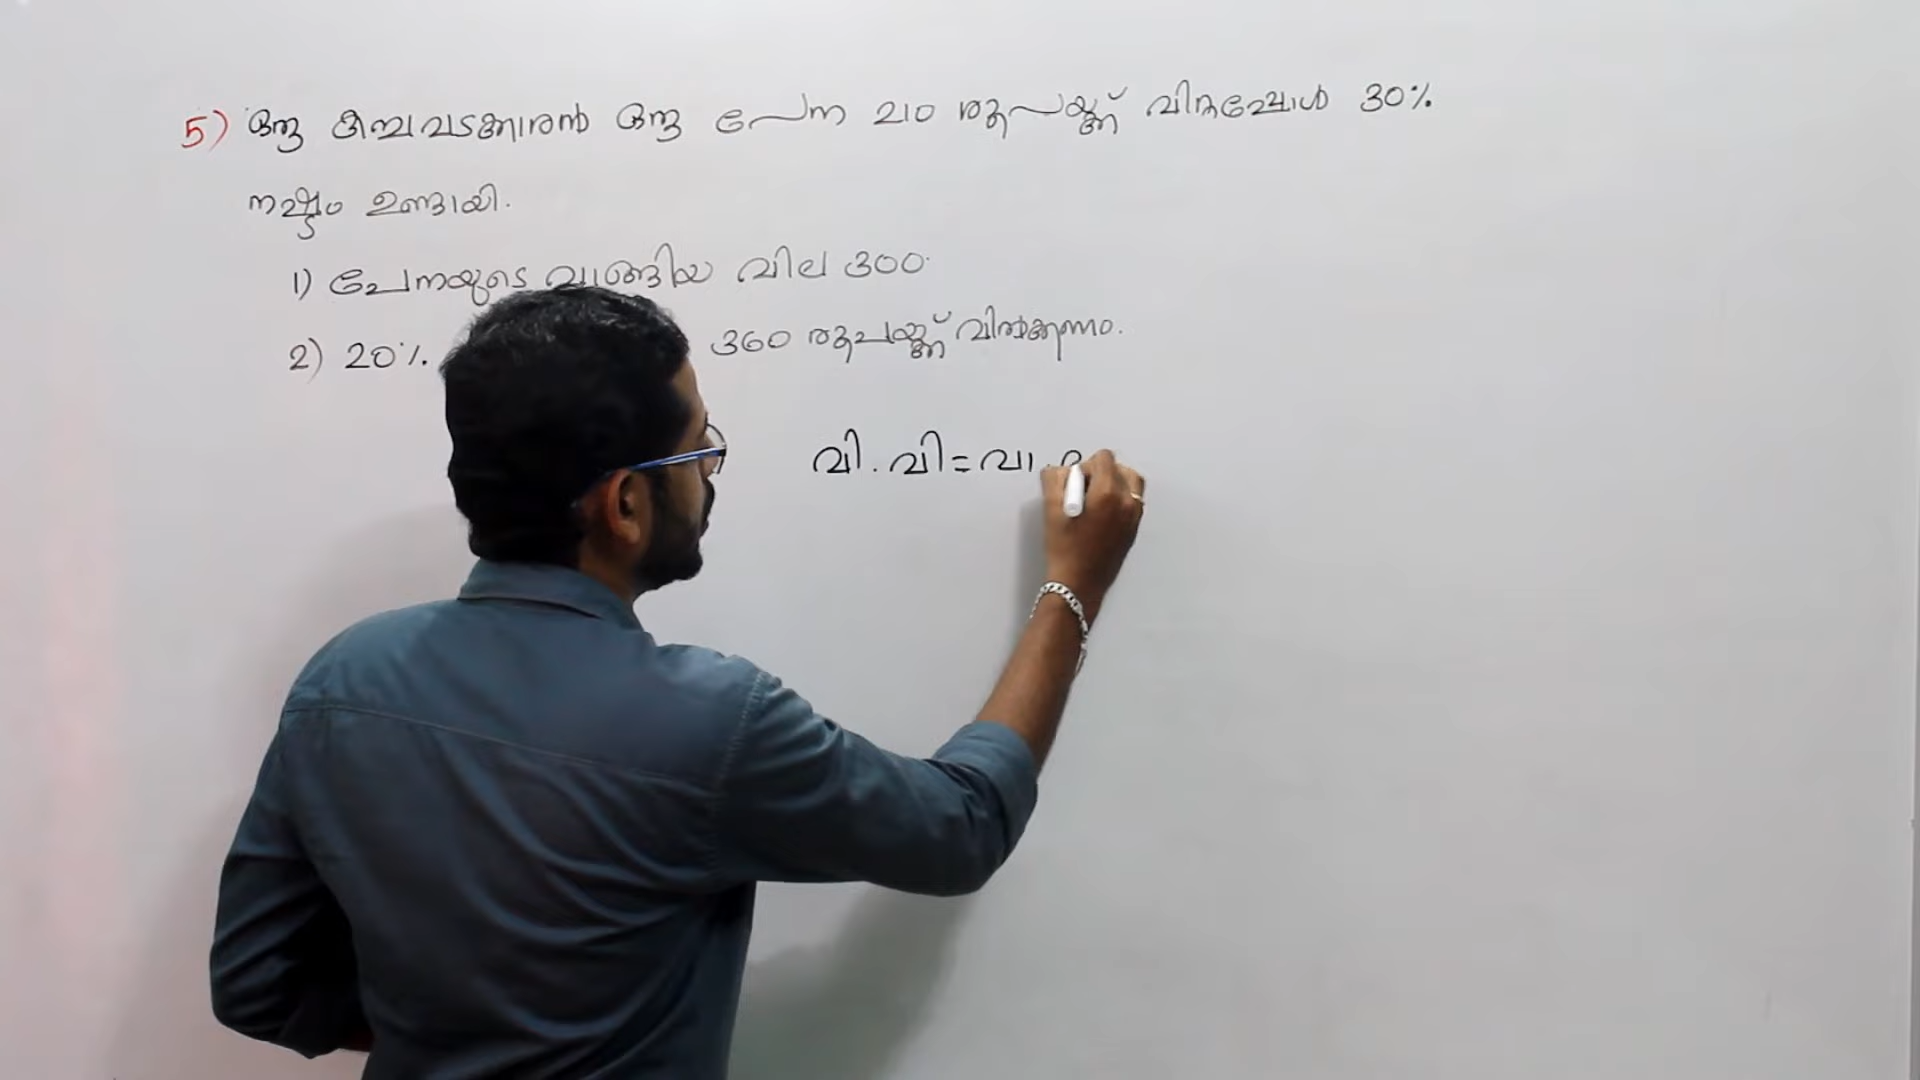 5) ഒരു കച്ചവടക്കാരൻ ഒരു പേന 210 രൂപയ്ക്ക് വിറ്റപ്പോൾ 30%
നഷ്ടം ഉണ്ടായി.
1) പേനയുടെ വാങ്ങിയ വില 300
2) 20% 360 രൂപയ്ക്ക് വിൽക്കണം.
വി. വി = വാ.